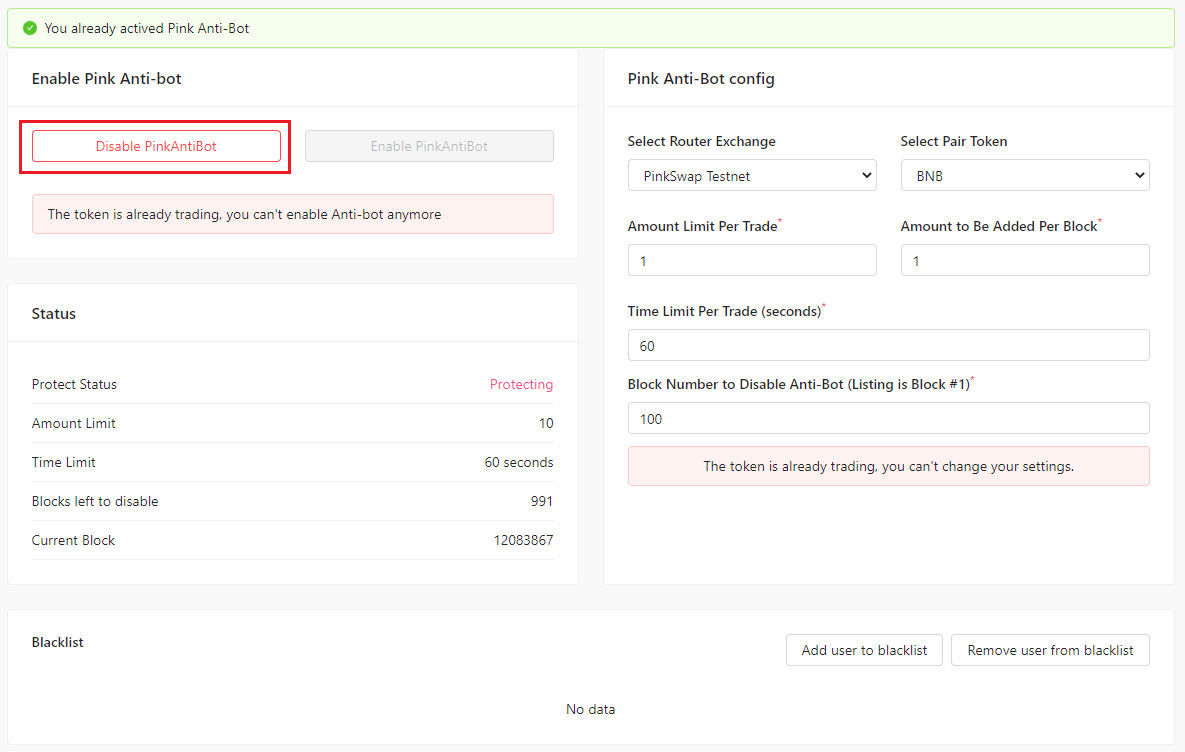 You already actived Pink Anti-Bot
Enable Pink Anti-bot
Disable PinkAntiBot
Enable PinkAntiBot
The token is already trading, you can't enable Anti-bot anymore
Status
Protect Status
Protecting
Amount Limit
10
Time Limit
60 seconds
Blocks left to disable
991
Current Block
12083867
Pink Anti-Bot config
Select Router Exchange
Select Pair Token
PinkSwap Testnet
BNB
Amount Limit Per Trade*
Amount to Be Added Per Block*
1
1
Time Limit Per Trade (seconds)*
60
Block Number to Disable Anti-Bot (Listing is Block #1)*
100
The token is already trading, you can't change your settings.
Blacklist
Add user to blacklist
Remove user from blacklist
No data